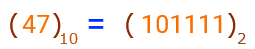 (47)₁₀ = (101111)₂